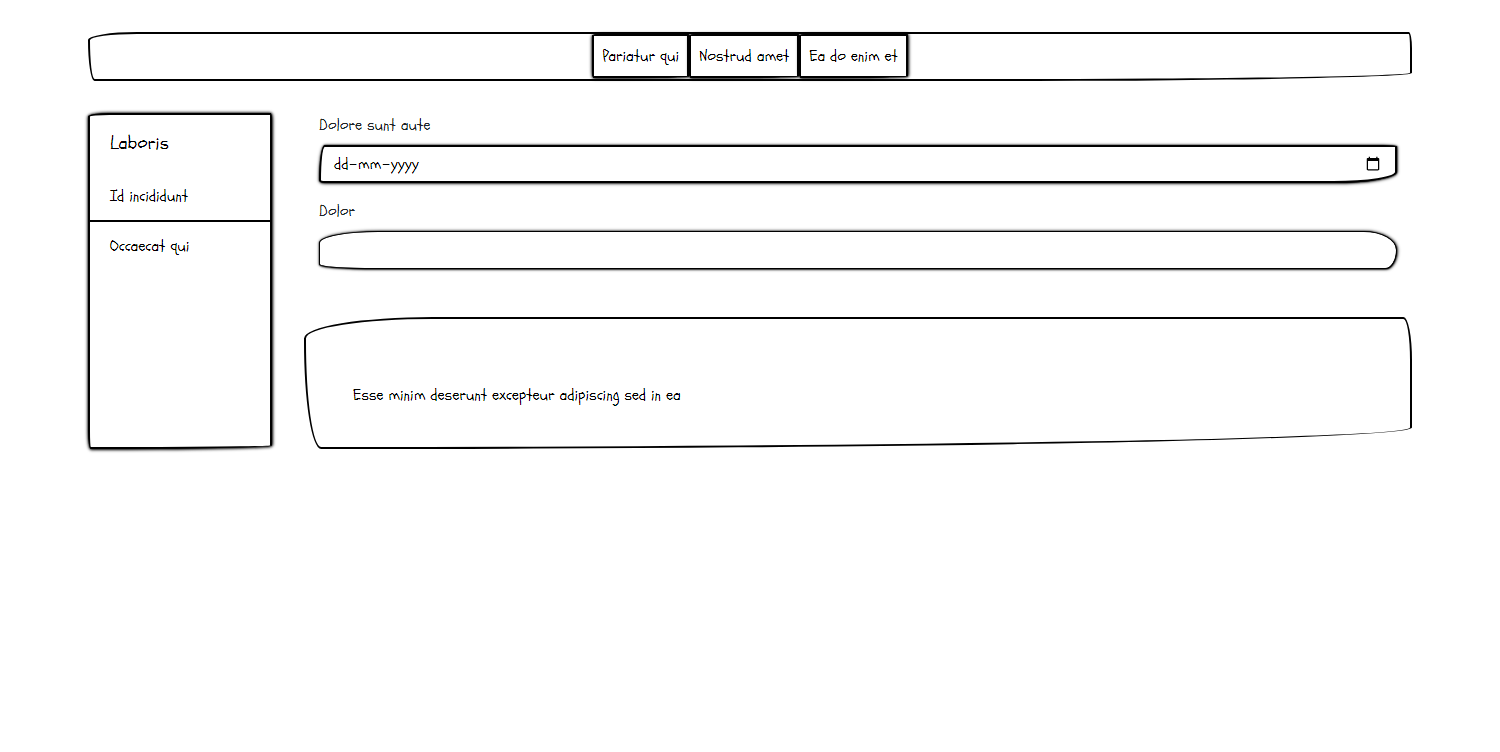 Pariatur qui
Nostrud amet
Ea do enim et
Laboris
Id incididunt
Occaecat qui
Dolore sunt aute
dd-mm-yyyy
Dolor
Esse minim deserunt excepteur adipiscing sed in ea